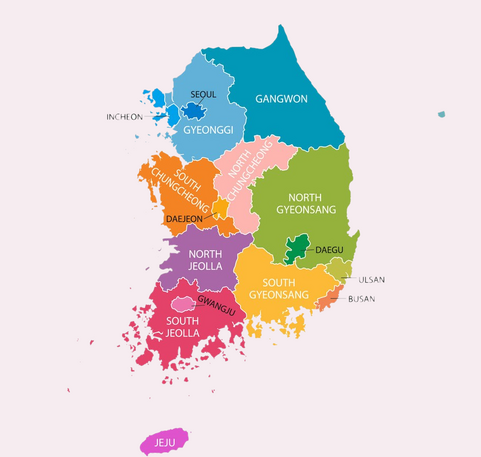 SEOUL
GANGWON
INCHEON
GYEONGGI
NORTH
CHUNGCHEONG
SOUTH
CHUNGCHEONG
NORTH
GYEONSANG
DAEJEON
DAEGU
NORTH
JEOLLA
ULSAN
SOUTH
GYEONSANG
BUSAN
GWANGJU
SOUTH
JEOLLA
JEJU